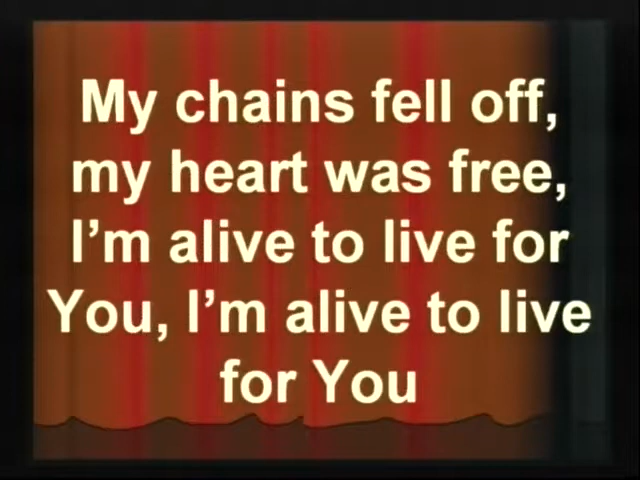 My chains fell off,
my heart was free,
I'm alive to live for
You, I'm alive to live
for You